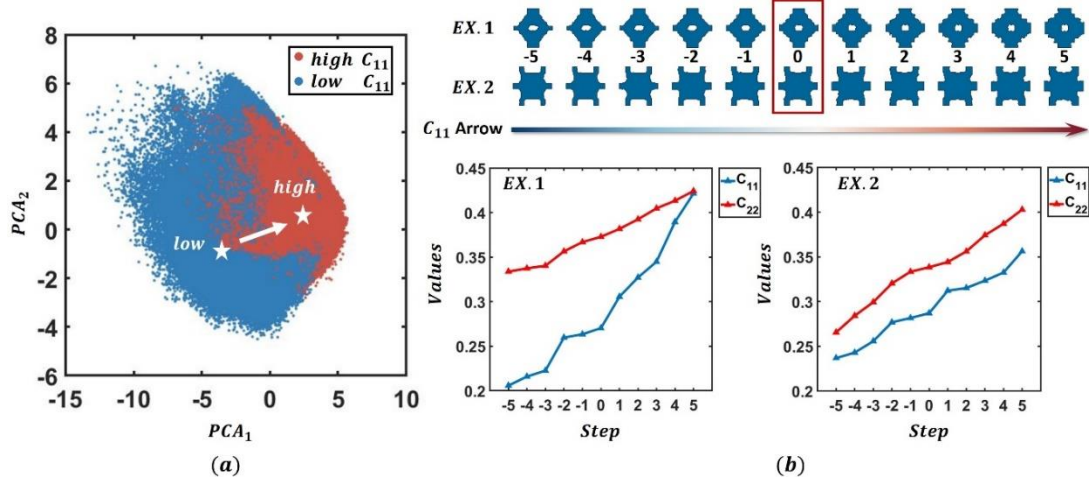 8
6
4
2
0
-2
-4
-6
-15 -10 -5 0 5 10
PCA₂
PCA₁
high C₁₁
low C₁₁
high
low
(a)
EX. 1
-5 -4 -3 -2 -1 0 1 2 3 4 5
EX. 2
C₁₁ Arrow
EX. 1
C₁₁
C₂₂
0.45
0.4
0.35
0.3
0.25
0.2
Values
-5 -4 -3 -2 -1 0 1 2 3 4 5
Step
EX. 2
C₁₁
C₂₂
0.45
0.4
0.35
0.3
0.25
0.2
Values
-5 -4 -3 -2 -1 0 1 2 3 4 5
Step
(b)